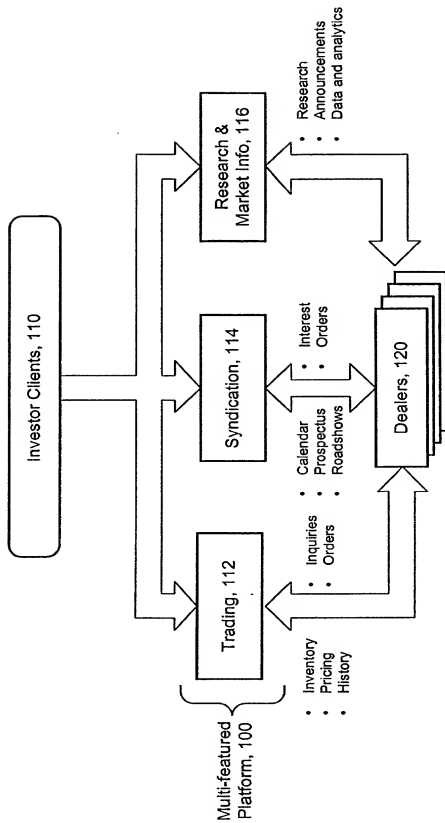 Investor Clients, 110
Multi-featured
Platform, 100
Trading, 112
Syndication, 114
Research &
Market Info, 116
• Inventory
• Pricing
• History
• Inquiries
• Orders
• Calendar
• Prospectus
• Roadshows
• Interest
• Orders
• Research
• Announcements
• Data and analytics
Dealers, 120